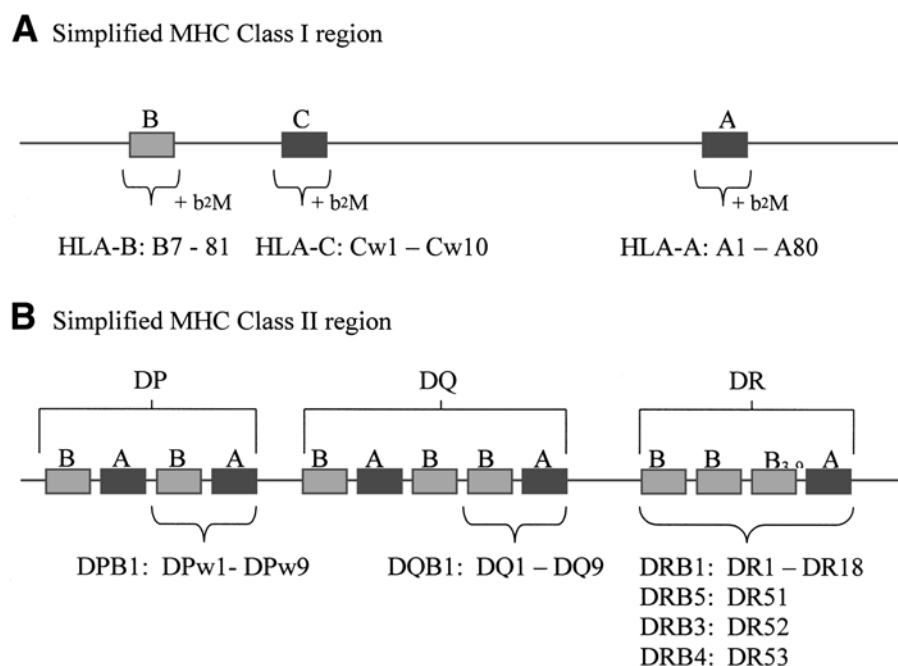 A Simplified MHC Class I region
B C A
+ b2M + b2M + b2M
HLA-B: B7 - 81 HLA-C: Cw1 – Cw10 HLA-A: A1 – A80
B Simplified MHC Class II region
DP DQ DR
B A B A B A B B A B B B3-9 A
DPB1: DPw1- DPw9 DQB1: DQ1 – DQ9 DRB1: DR1 – DR18
DRB5: DR51
DRB3: DR52
DRB4: DR53